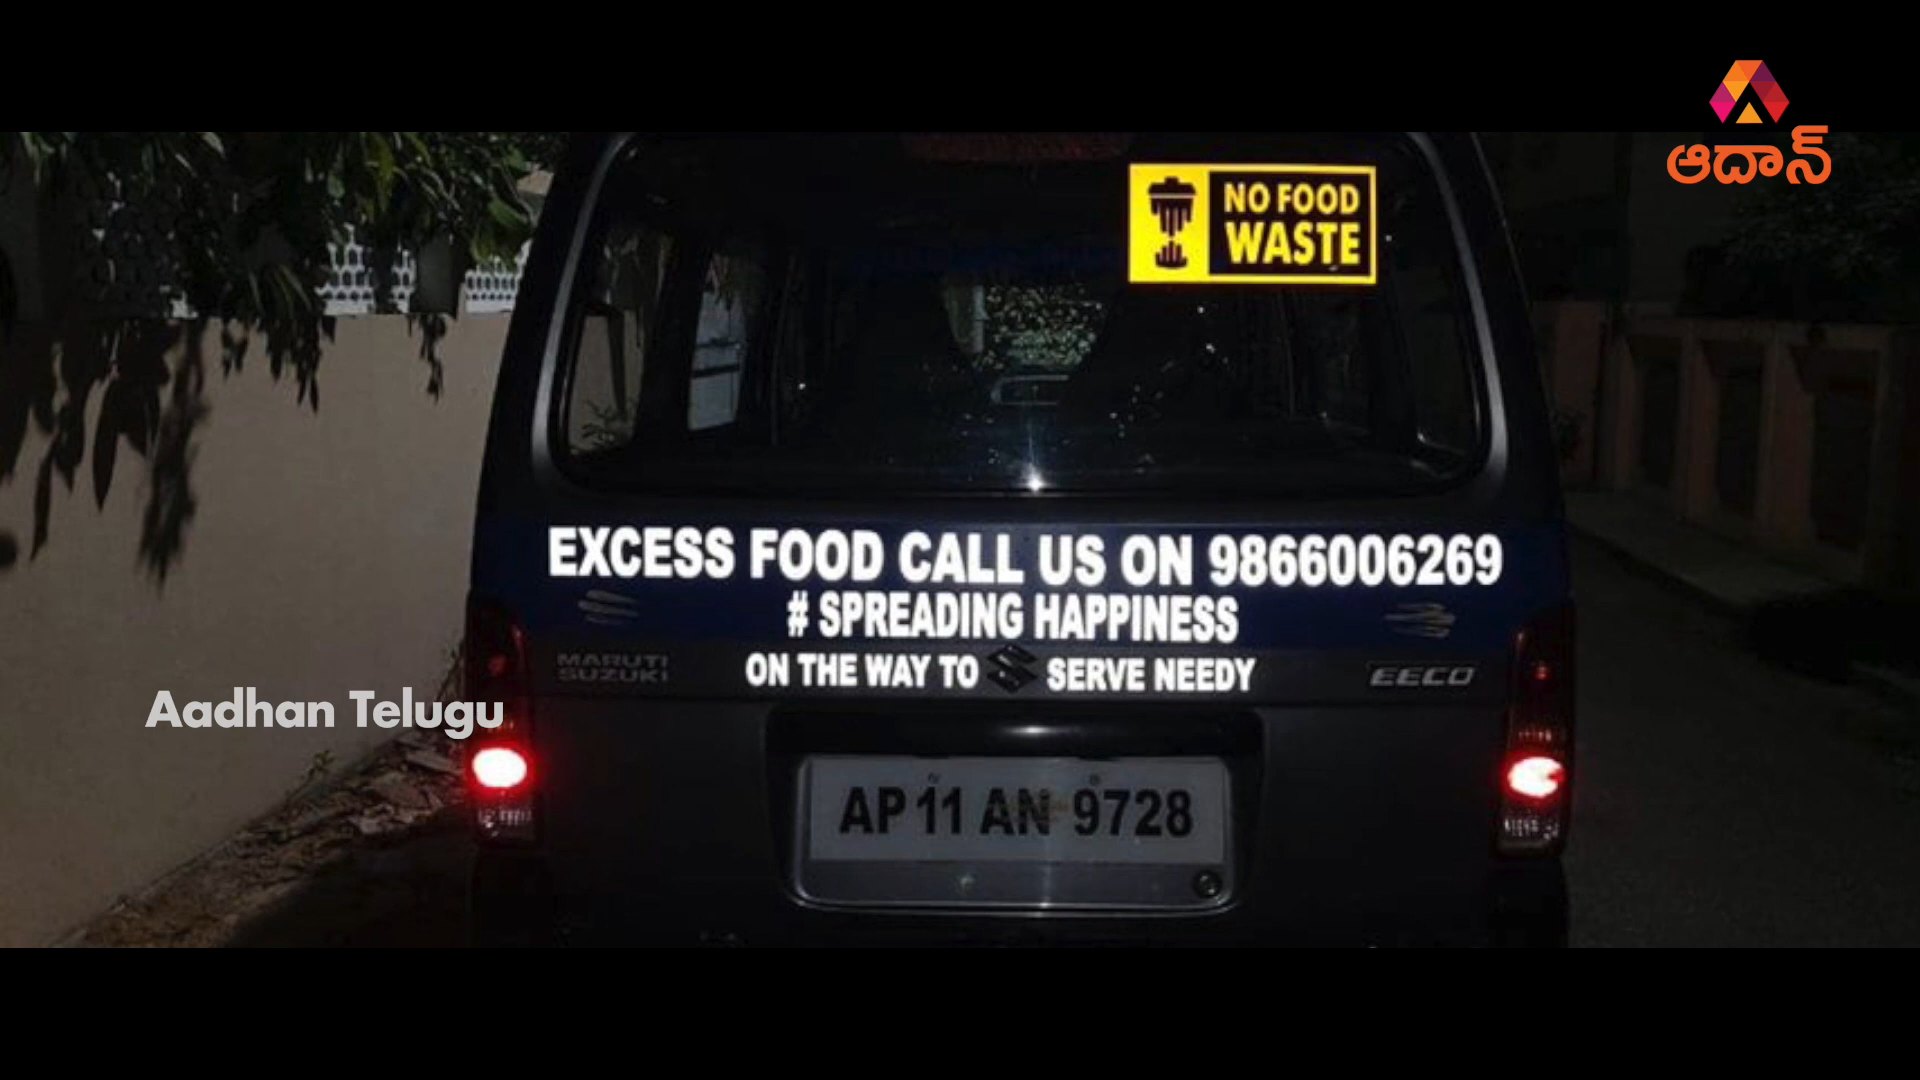 ఆదాన్
NO FOOD
WASTE
EXCESS FOOD CALL US ON 9866006269
# SPREADING HAPPINESS
MARUTI
SUZUKI
ON THE WAY TO SERVE NEEDY
EECO
Aadhan Telugu
AP 11 AN 9728